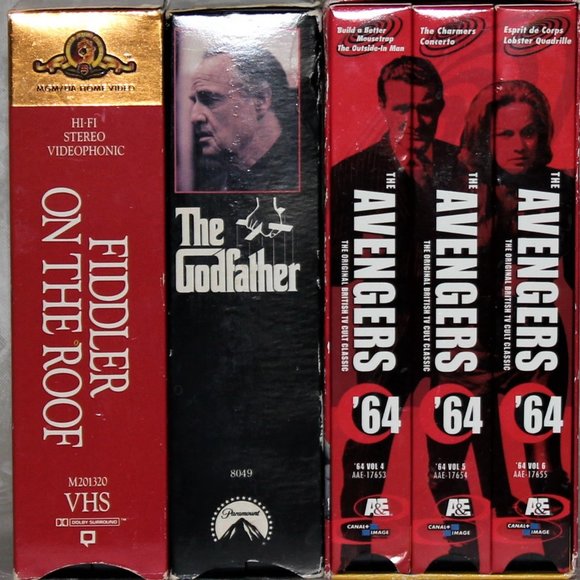 MGM/UA HOME VIDEO
HI-FI
STEREO
VIDEOPHONIC
FIDDLER
ON THE ROOF
M201320
VHS
DOLBY SURROUND
The
Godfather
8049
Paramount
Build a Better
Mousetrap
The Outside-In Man
THE
AVENGERS
THE ORIGINAL BRITISH TV CULT CLASSIC
'64
'64 VOL 4
AAE-17653
A&E
CANAL+
IMAGE
The Charmers
Concerto
THE
AVENGERS
THE ORIGINAL BRITISH TV CULT CLASSIC
'64
'64 VOL 5
AAE-17654
A&E
CANAL+
IMAGE
Esprit de Corps
Lobster Quadrille
THE
AVENGERS
THE ORIGINAL BRITISH TV CULT CLASSIC
'64
'64 VOL 6
AAE-17655
A&E
CANAL+
IMAGE